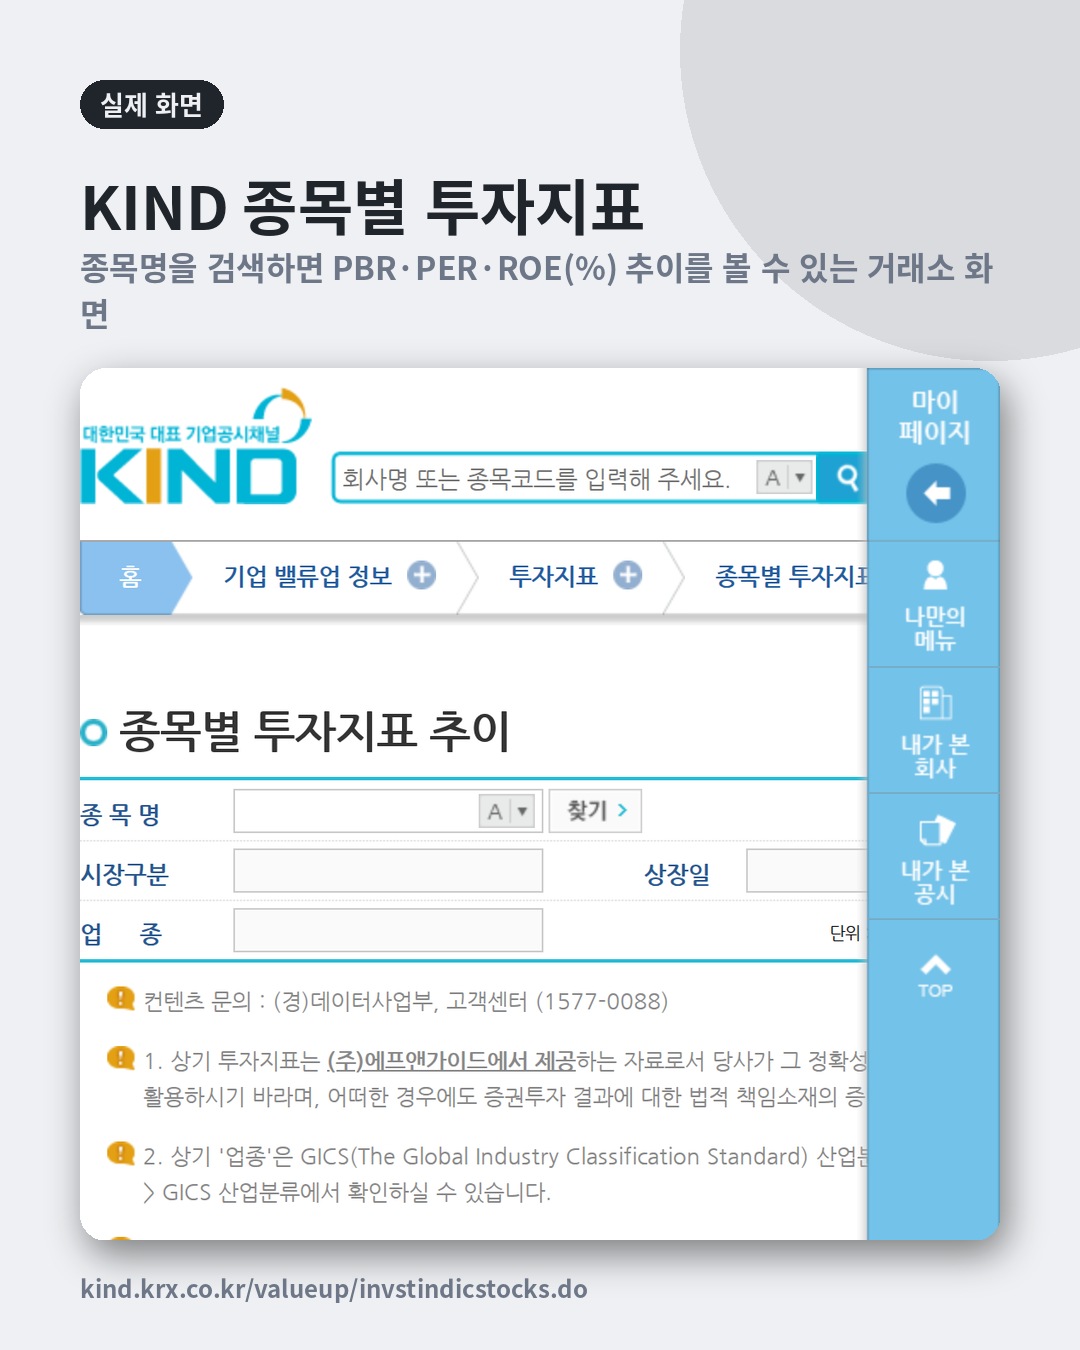 실제 화면
KIND 종목별 투자지표
종목명을 검색하면 PBR·PER·ROE(%) 추이를 볼 수 있는 거래소 화
면
대한민국 대표 기업공시채널
KIND
회사명 또는 종목코드를 입력해 주세요. A
마이
페이지
홈 기업 밸류업 정보 투자지표 종목별 투자지표
나만의
메뉴
종목별 투자지표 추이
내가 본
회사
종 목 명 A 찾기
시장구분 상장일
업 종 단위
내가 본
공시
TOP
컨텐츠 문의 : (경)데이터사업부, 고객센터 (1577-0088)
1. 상기 투자지표는 (주)에프앤가이드에서 제공하는 자료로서 당사가 그 정확성
활용하시기 바라며, 어떠한 경우에도 증권투자 결과에 대한 법적 책임소재의 증
2. 상기 '업종'은 GICS(The Global Industry Classification Standard) 산업분
> GICS 산업분류에서 확인하실 수 있습니다.
kind.krx.co.kr/valueup/invstindicstocks.do